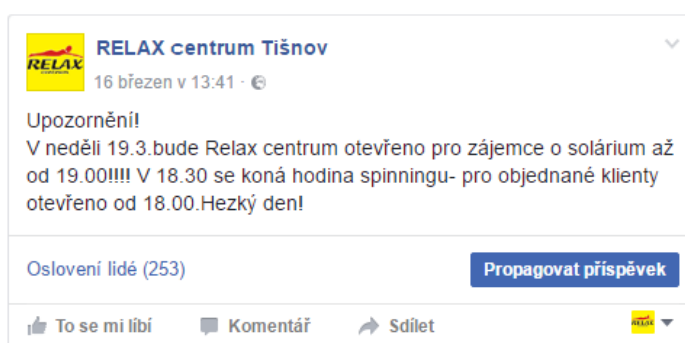 RELAX centrum Tišnov
RELAX
16 březen v 13:41 ·
Upozornění!
V neděli 19.3.bude Relax centrum otevřeno pro zájemce o solárium až
od 19.00!!!! V 18.30 se koná hodina spinningu- pro objednané klienty
otevřeno od 18.00.Hezký den!
Oslovení lidé (253)
Propagovat příspěvek
To se mi líbí
Komentář
Sdílet